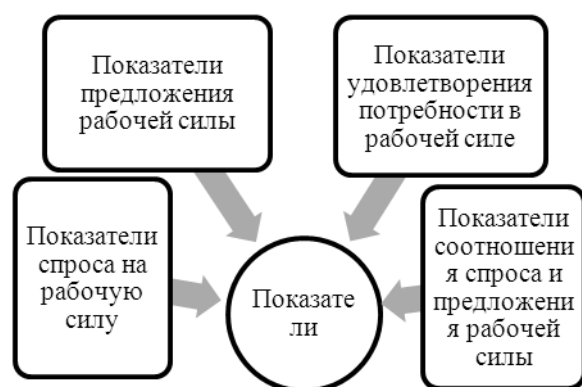 Показатели
предложения
рабочей силы
Показатели
удовлетворения
потребности в
рабочей силе
Показатели
спроса на
рабочую
силу
Показате
ли
Показатели
соотношени
я спроса и
предложени
я рабочей
силы